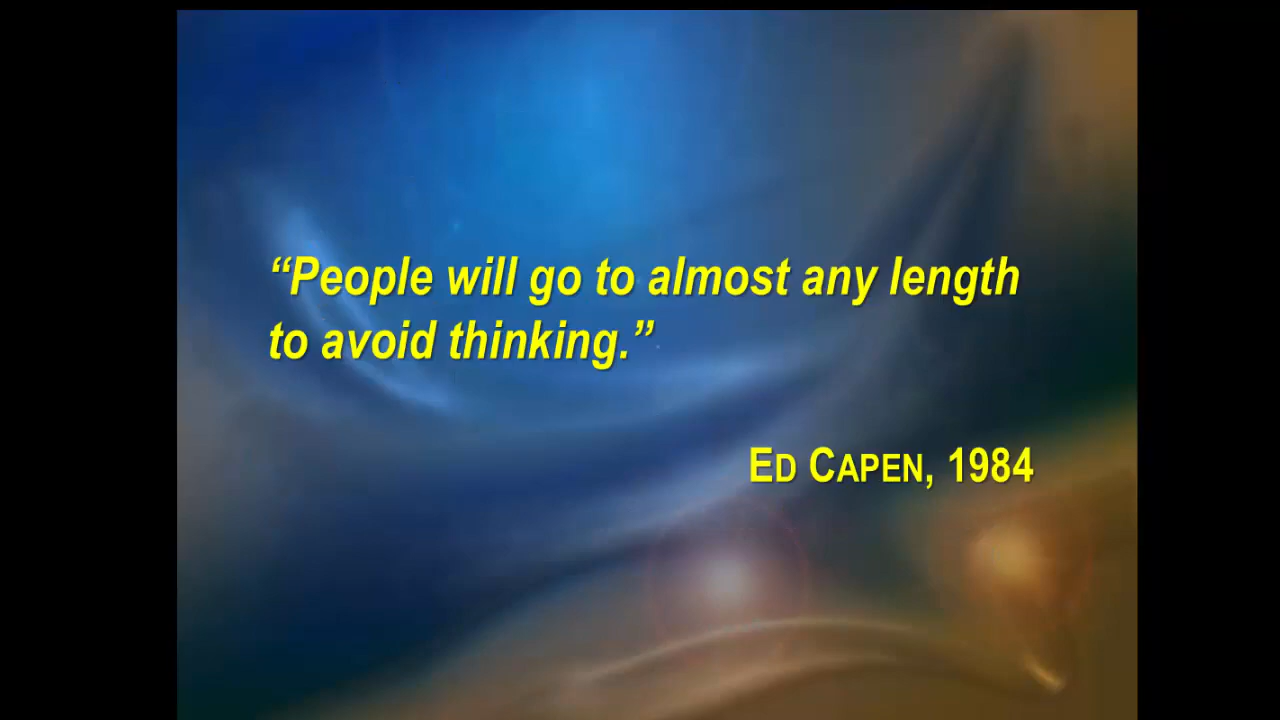 “People will go to almost any length
to avoid thinking.”
ED CAPEN, 1984